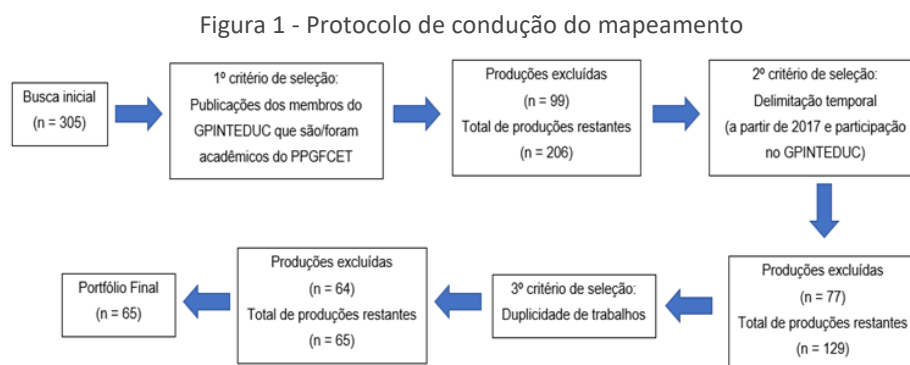 Figura 1 - Protocolo de condução do mapeamento
Busca inicial
(n = 305)
1º critério de seleção:
Publicações dos membros do
GPINTEDUC que são/foram
acadêmicos do PPGFCET
Produções excluídas
(n = 99)
Total de produções restantes
(n = 206)
2º critério de seleção:
Delimitação temporal
(a partir de 2017 e participação
no GPINTEDUC)
Produções excluídas
(n = 77)
Total de produções restantes
(n = 129)
3º critério de seleção:
Duplicidade de trabalhos
Produções excluídas
(n = 64)
Total de produções restantes
(n = 65)
Portfólio Final
(n = 65)